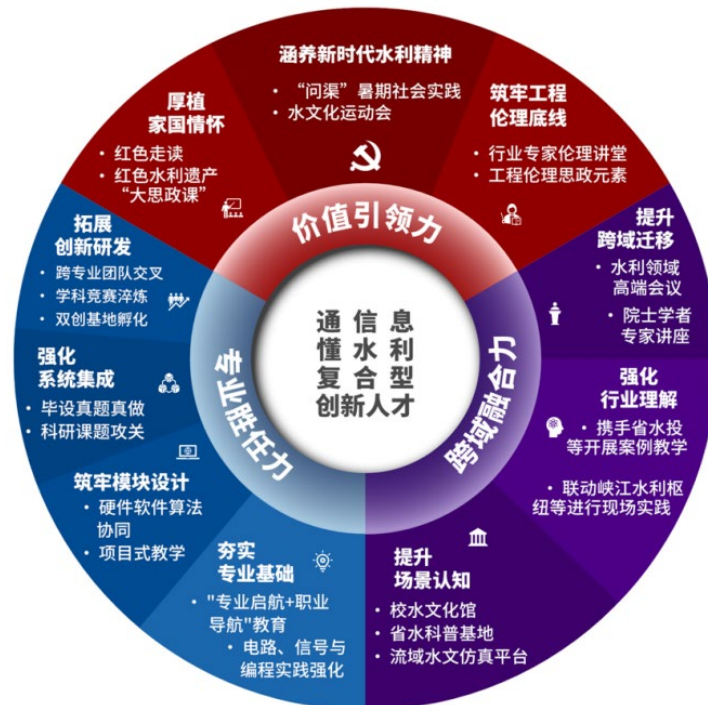 涵养新时代水利精神
• “问渠”暑期社会实践
• 水文化运动会
筑牢工程
伦理底线
• 行业专家伦理讲堂
• 工程伦理思政元素
厚植
家国情怀
• 红色走读
• 红色水利遗产
“大思政课”
价值引领力
提升
跨域迁移
• 水利领域
高端会议
• 院士学者
专家讲座
强化
行业理解
• 携手省水投
等开展案例教学
• 联动峡江水利枢
纽等进行现场实践
提升
场景认知
• 校水文化馆
• 省水科普基地
• 流域水文仿真平台
跨域融合力
拓展
创新研发
• 跨专业团队交叉
• 学科竞赛淬炼
• 双创基地孵化
强化
系统集成
• 毕设真题真做
• 科研课题攻关
筑牢模块设计
• 硬件软件算法
协同
• 项目式教学
夯实
专业基础
• "专业启航+职业
导航"教育
• 电路、信号与
编程实践强化
专业胜任力
通信息
懂水利
复合型
创新人才